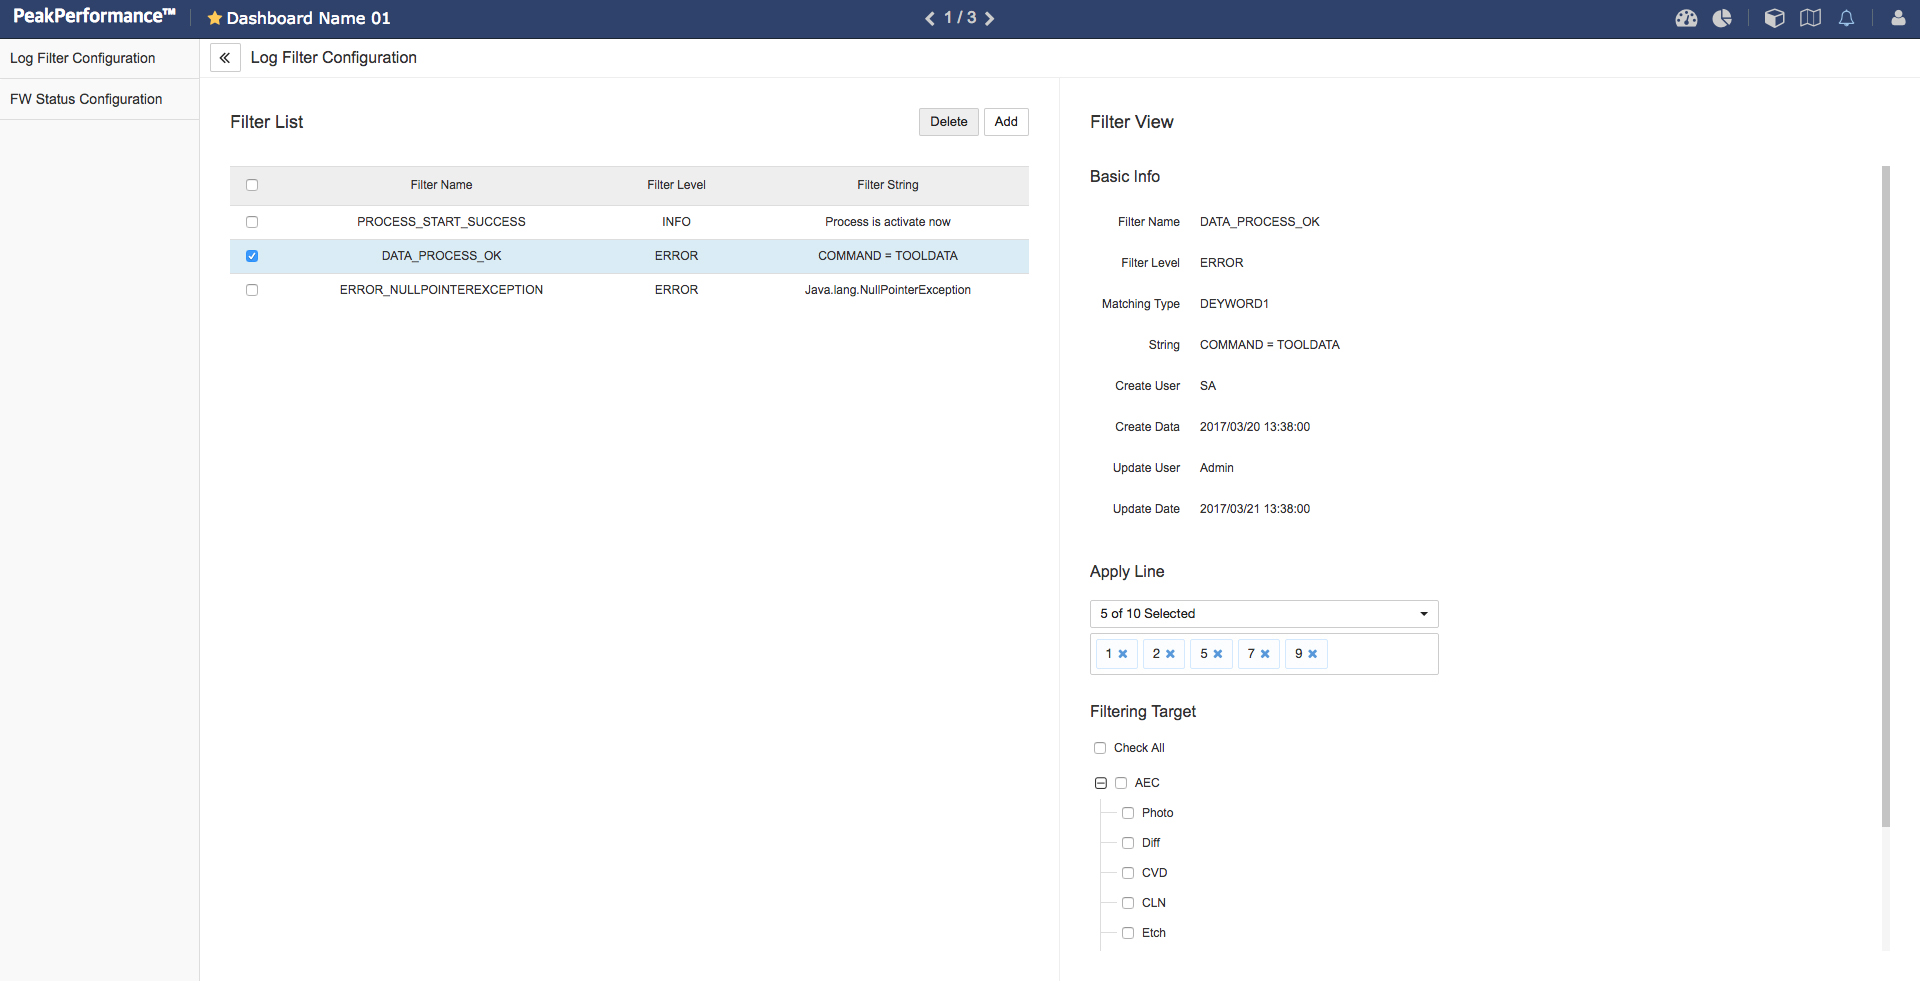 PeakPerformance™
Dashboard Name 01
1 / 3
Log Filter Configuration
FW Status Configuration
Log Filter Configuration
Filter List
Delete
Add
Filter Name Filter Level Filter String
PROCESS_START_SUCCESS INFO Process is activate now
DATA_PROCESS_OK ERROR COMMAND = TOOLDATA
ERROR_NULLPOINTEREXCEPTION ERROR Java.lang.NullPointerException
Filter View
Basic Info
Filter Name DATA_PROCESS_OK
Filter Level ERROR
Matching Type DEYWORD1
String COMMAND = TOOLDATA
Create User SA
Create Data 2017/03/20 13:38:00
Update User Admin
Update Date 2017/03/21 13:38:00
Apply Line
5 of 10 Selected
1 2 5 7 9
Filtering Target
Check All
AEC
Photo
Diff
CVD
CLN
Etch